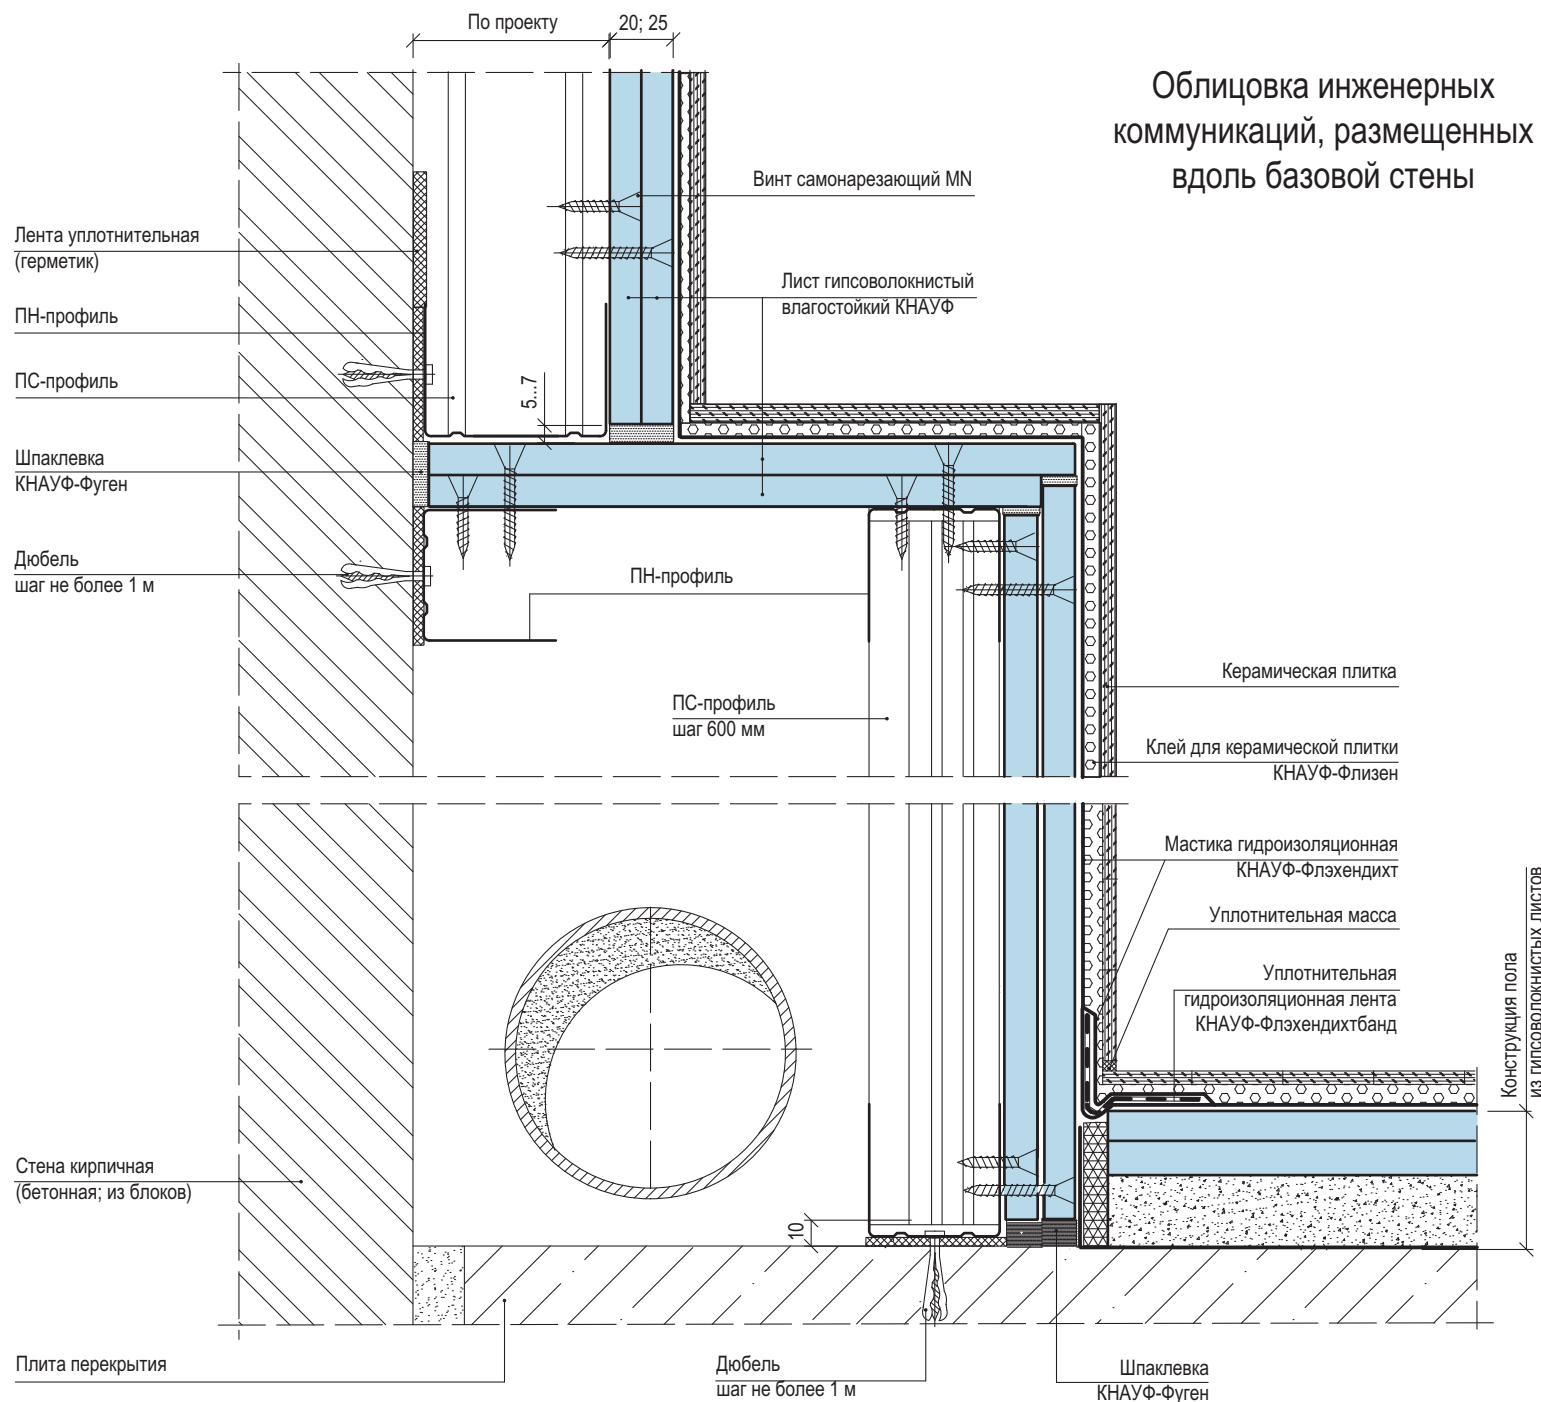 По проекту
20; 25
Облицовка инженерных
коммуникаций, размещенных
вдоль базовой стены
Винт самонарезающий MN
Лента уплотнительная
(герметик)
Лист гипсоволокнистый
влагостойкий КНАУФ
ПН-профиль
ПС-профиль
5...7
Шпаклевка
КНАУФ-Фуген
Дюбель
шаг не более 1 м
ПН-профиль
Керамическая плитка
ПС-профиль
шаг 600 мм
Клей для керамической плитки
КНАУФ-Флизен
Мастика гидроизоляционная
КНАУФ-Флэхендихт
Уплотнительная масса
Уплотнительная
гидроизоляционная лента
КНАУФ-Флэхендихтбанд
Конструкция пола
из гипсоволокнистых листов
Стена кирпичная
(бетонная; из блоков)
10
Плита перекрытия
Дюбель
шаг не более 1 м
Шпаклевка
КНАУФ-Фуген